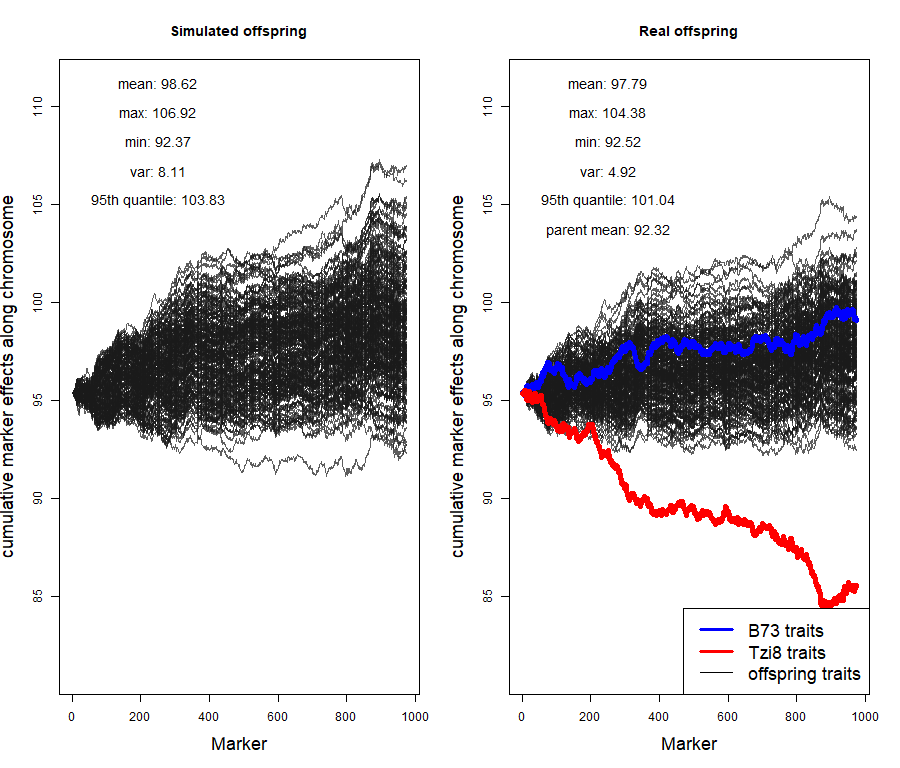 Simulated offspring
cumulative marker effects along chromosome
110
105
100
95
90
85
mean: 98.62
max: 106.92
min: 92.37
var: 8.11
95th quantile: 103.83
0 200 400 600 800 1000
Marker
Real offspring
cumulative marker effects along chromosome
110
105
100
95
90
85
mean: 97.79
max: 104.38
min: 92.52
var: 4.92
95th quantile: 101.04
parent mean: 92.32
B73 traits
Tzi8 traits
offspring traits
0 200 400 600 800 1000
Marker